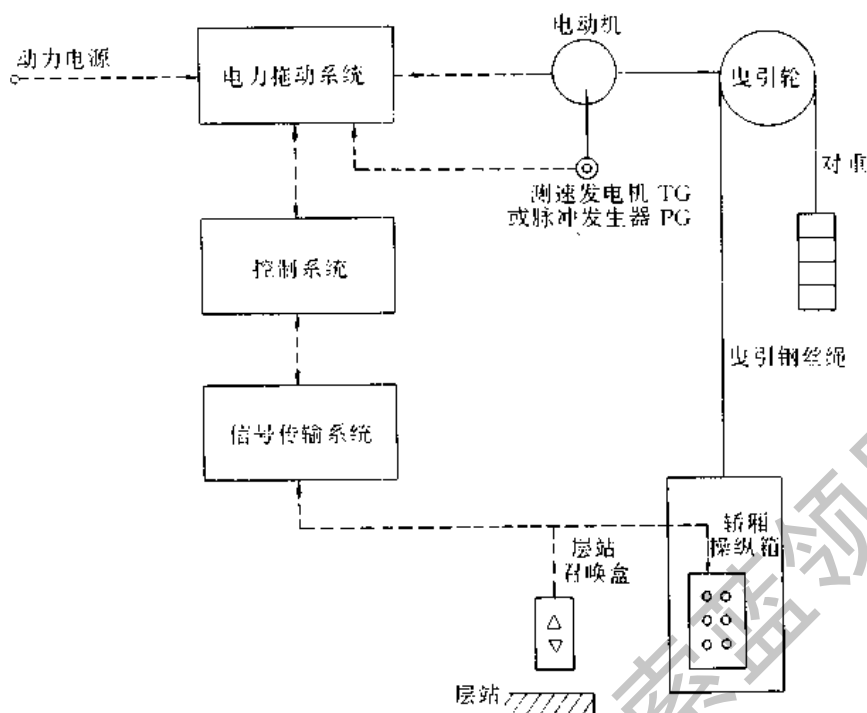 电动机
动力电源
电力拖动系统
曳引轮
对重
测速发电机 TG
或脉冲发生器 PG
控制系统
曳引钢丝绳
信号传输系统
轿厢
操纵箱
层站
召唤盒
层站
索蓝领